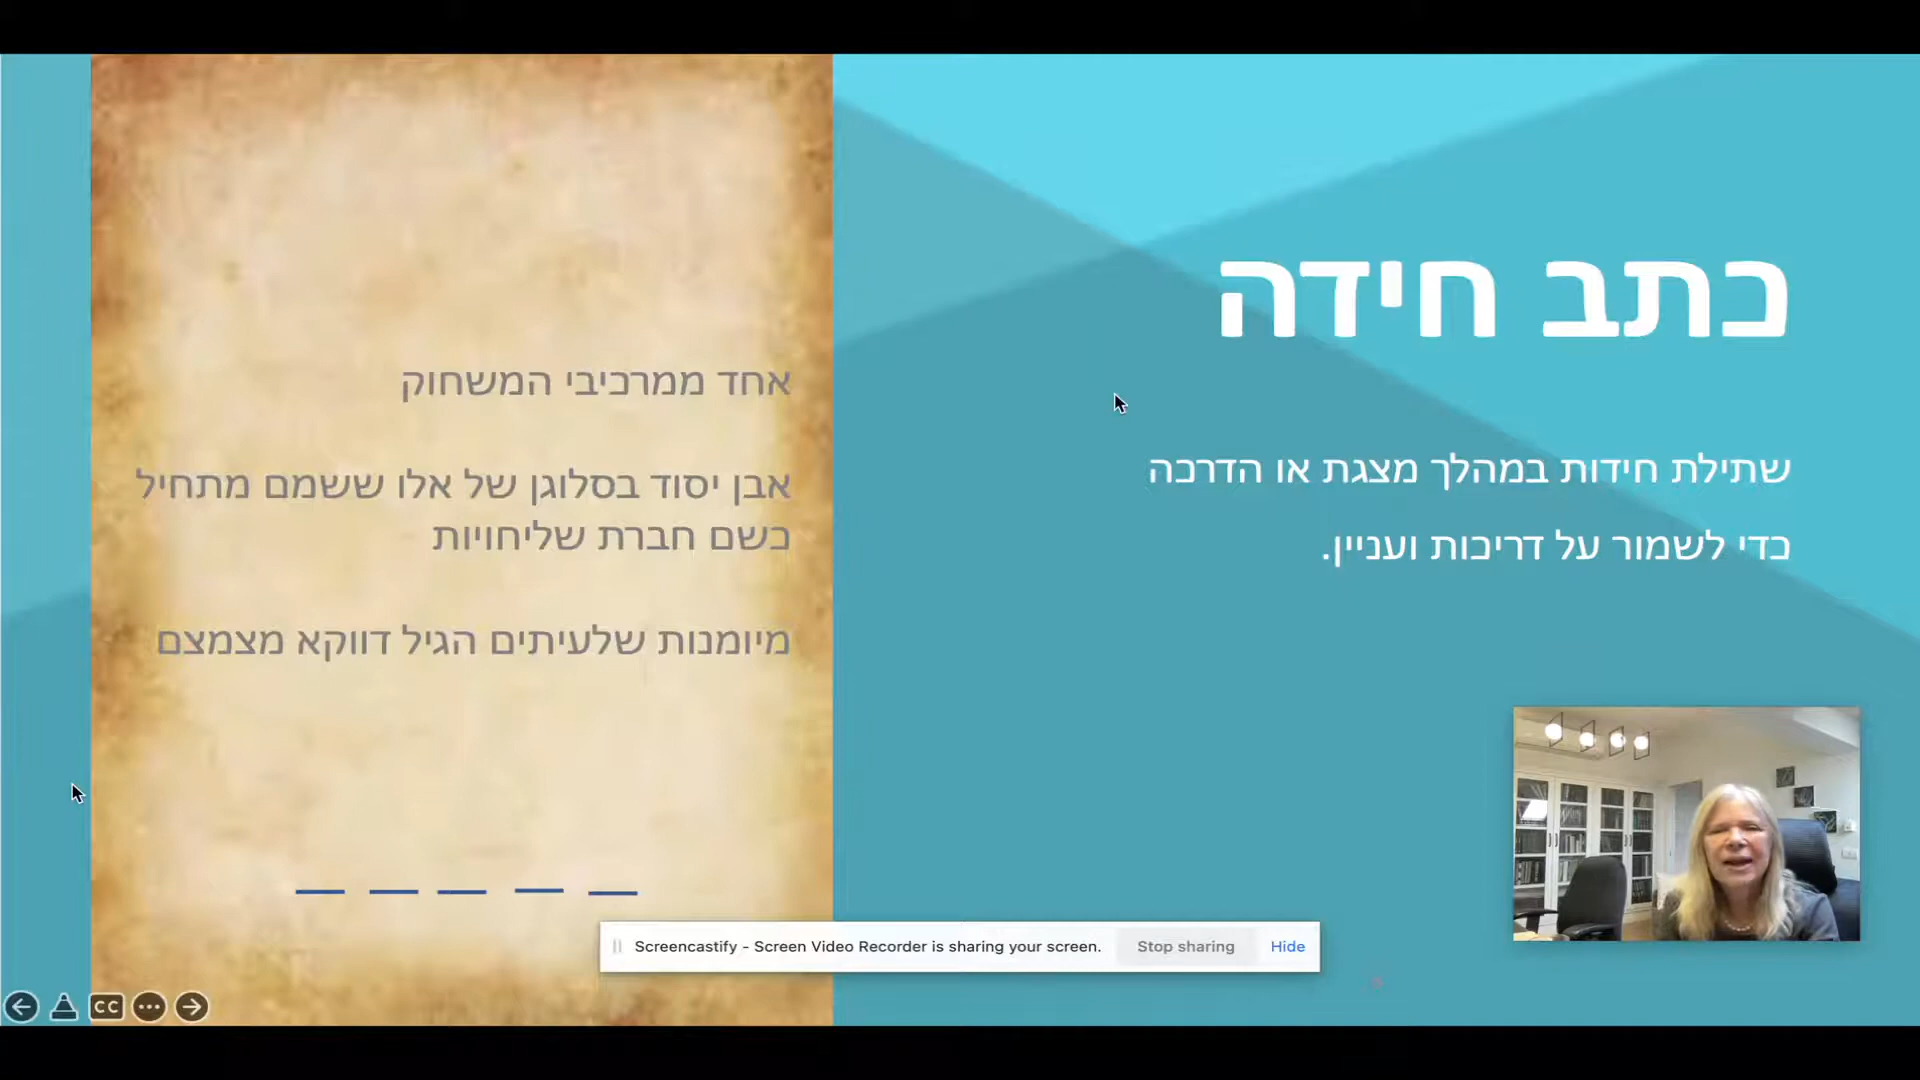 כתב חידה
שתילת חידות במהלך מצגת או הדרכה
כדי לשמור על דריכות ועניין.
אחד ממרכיבי המשחוק
אבן יסוד בסלוגן של אלו ששמם מתחיל
כשם חברת שליחויות
מיומנות שלעיתים הגיל דווקא מצמצם
Screencastify - Screen Video Recorder is sharing your screen.
Stop sharing
Hide
CC